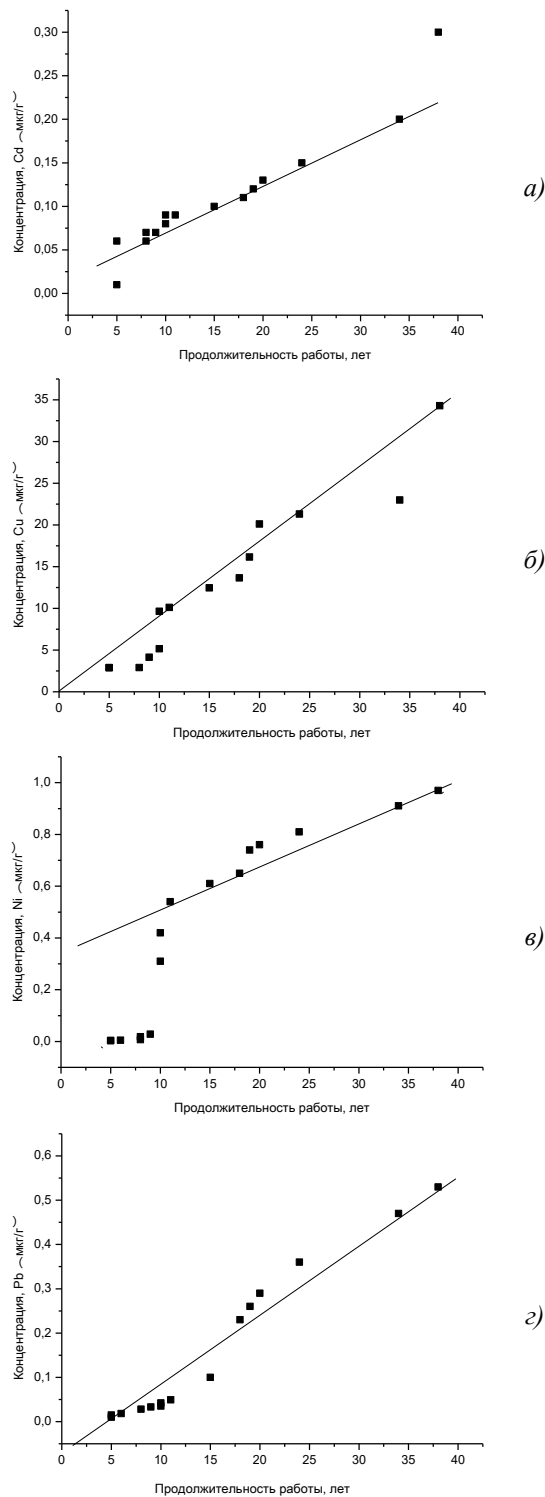 0,30
0,25
0,20
0,15
0,10
0,05
0,00
Концентрация, Cd (мкг/г)
0 5 10 15 20 25 30 35 40
Продолжительность работы, лет
а)
35
30
25
20
15
10
5
0
Концентрация, Cu (мкг/г)
0 5 10 15 20 25 30 35 40
Продолжительность работы, лет
б)
1,0
0,8
0,6
0,4
0,2
0,0
Концентрация, Ni (мкг/г)
0 5 10 15 20 25 30 35 40
Продолжительность работы, лет
в)
0,6
0,5
0,4
0,3
0,2
0,1
0,0
Концентрация, Pb (мкг/г)
0 5 10 15 20 25 30 35 40
Продолжительность работы, лет
г)